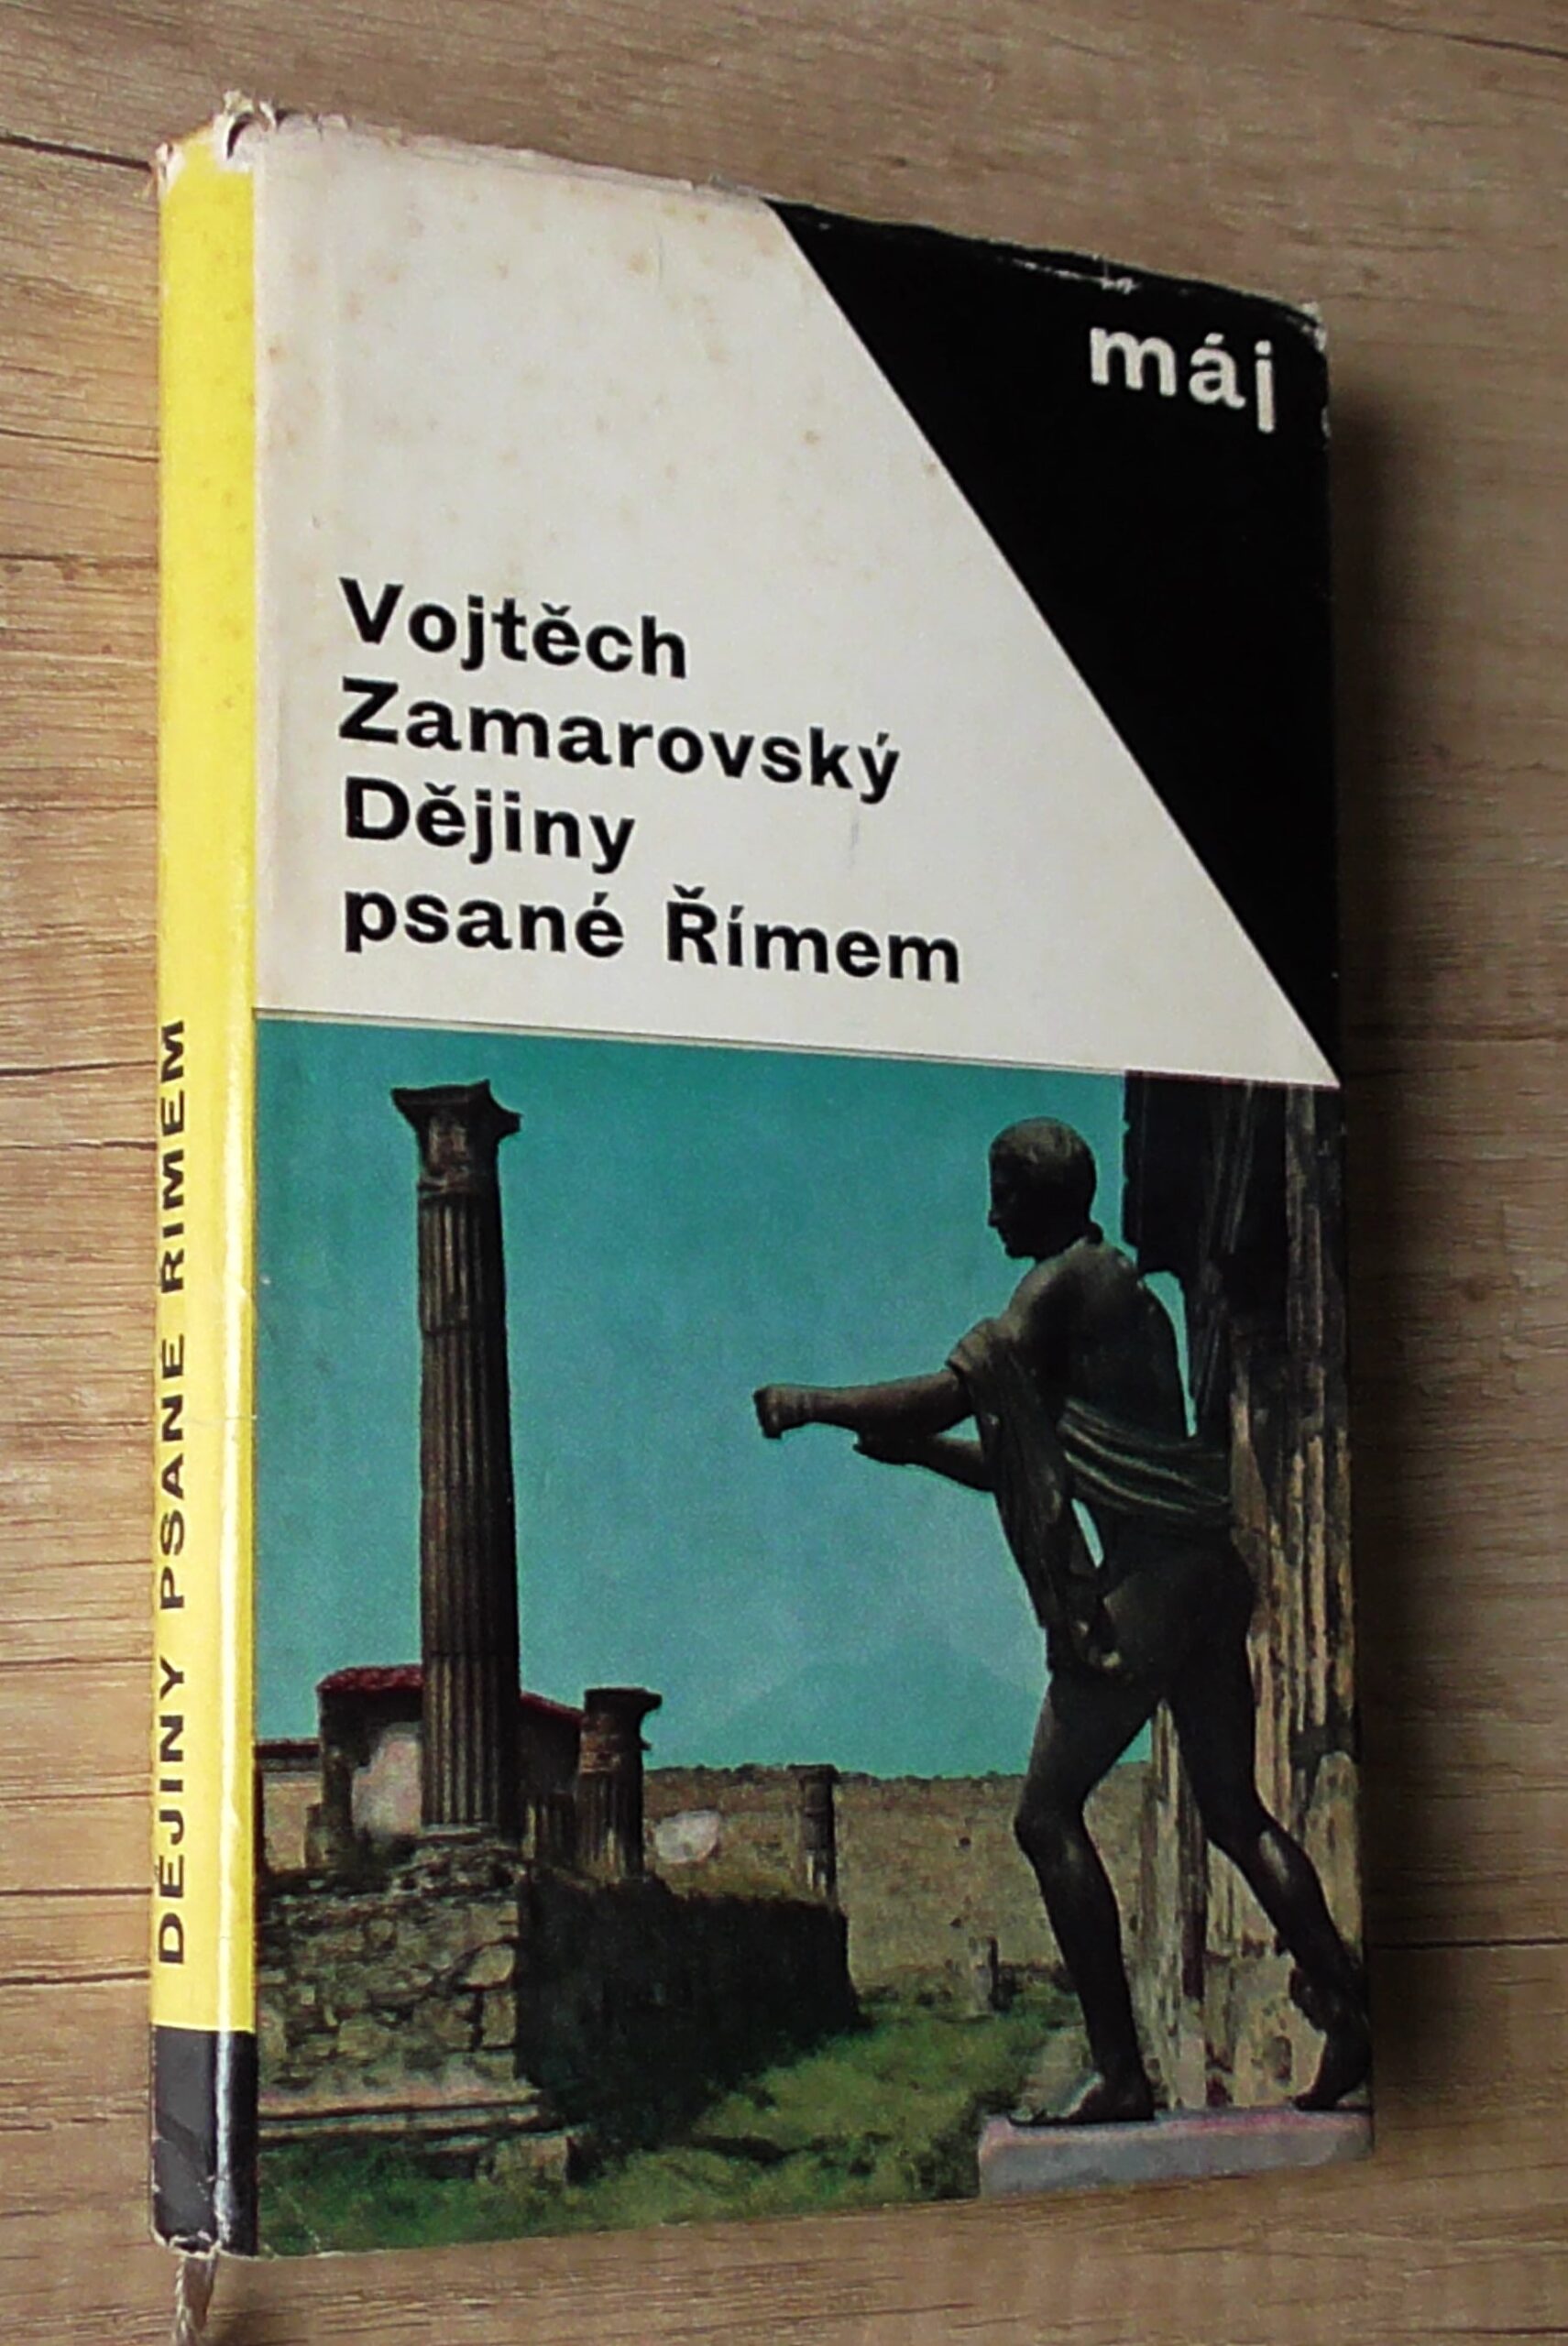 máj
Vojtěch
Zamarovský
Dějiny
psané Římem
DĚJINY PSANÉ ŘÍMEM